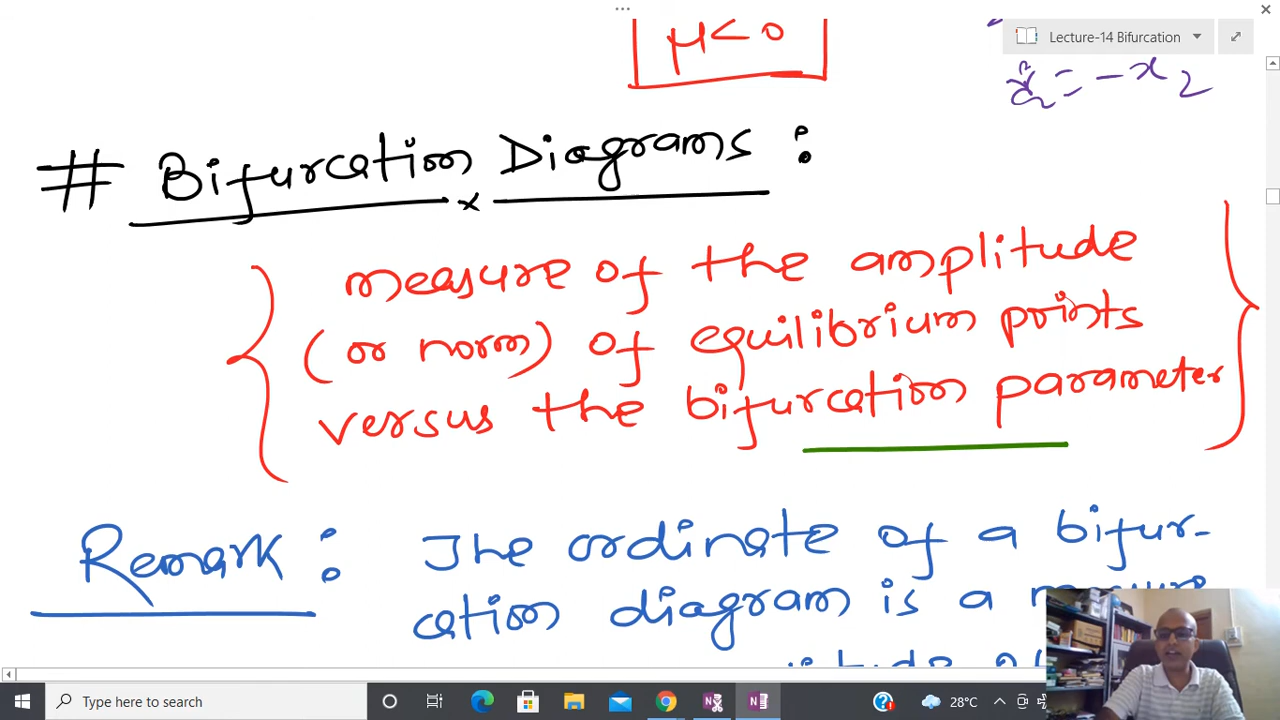 μ < 0
Lecture-14 Bifurcation
ẋ₂ = -x₂
# Bifurcation Diagrams :
measure of the amplitude
(or norm) of equilibrium points
versus the bifurcation parameter
Remark : The ordinate of a bifur-
cation diagram is a measure
Type here to search
28°C